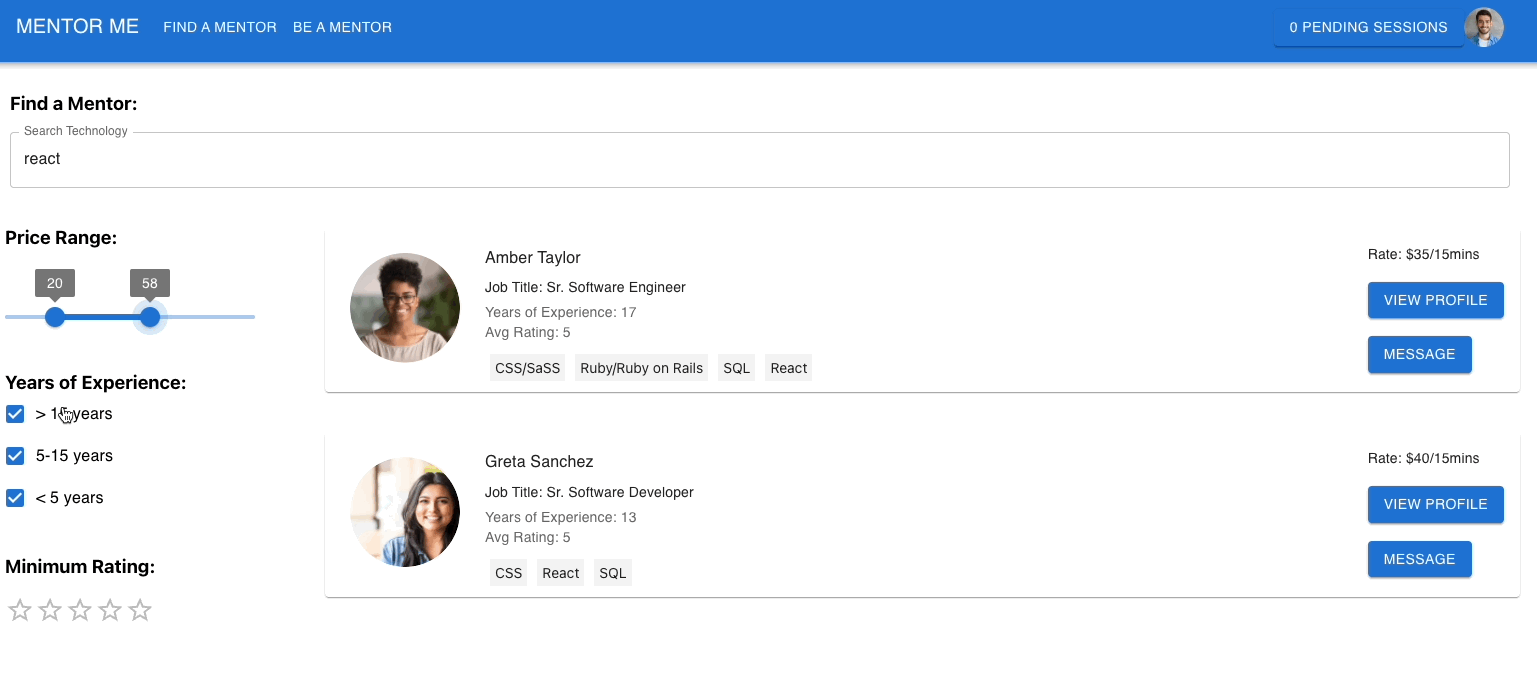 MENTOR ME FIND A MENTOR BE A MENTOR 0 PENDING SESSIONS
Find a Mentor:
Search Technology
react
Price Range:
20 58
Years of Experience:
> 1 years
5-15 years
< 5 years
Minimum Rating:
Amber Taylor
Job Title: Sr. Software Engineer
Years of Experience: 17
Avg Rating: 5
CSS/SaSS Ruby/Ruby on Rails SQL React
Rate: $35/15mins
VIEW PROFILE
MESSAGE
Greta Sanchez
Job Title: Sr. Software Developer
Years of Experience: 13
Avg Rating: 5
CSS React SQL
Rate: $40/15mins
VIEW PROFILE
MESSAGE